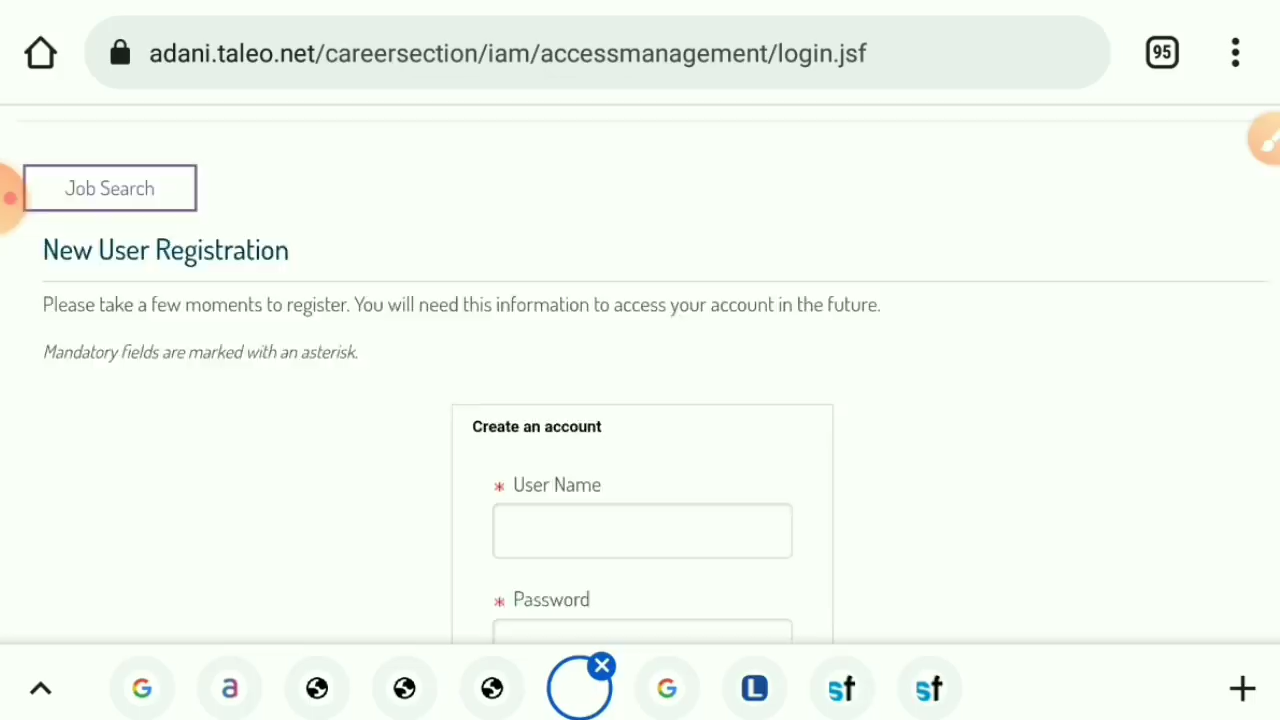 adani.taleo.net/careersection/iam/accessmanagement/login.jsf
95
Job Search
New User Registration
Please take a few moments to register. You will need this information to access your account in the future.
Mandatory fields are marked with an asterisk.
Create an account
* User Name
* Password
G
a
G
L
sf
sf